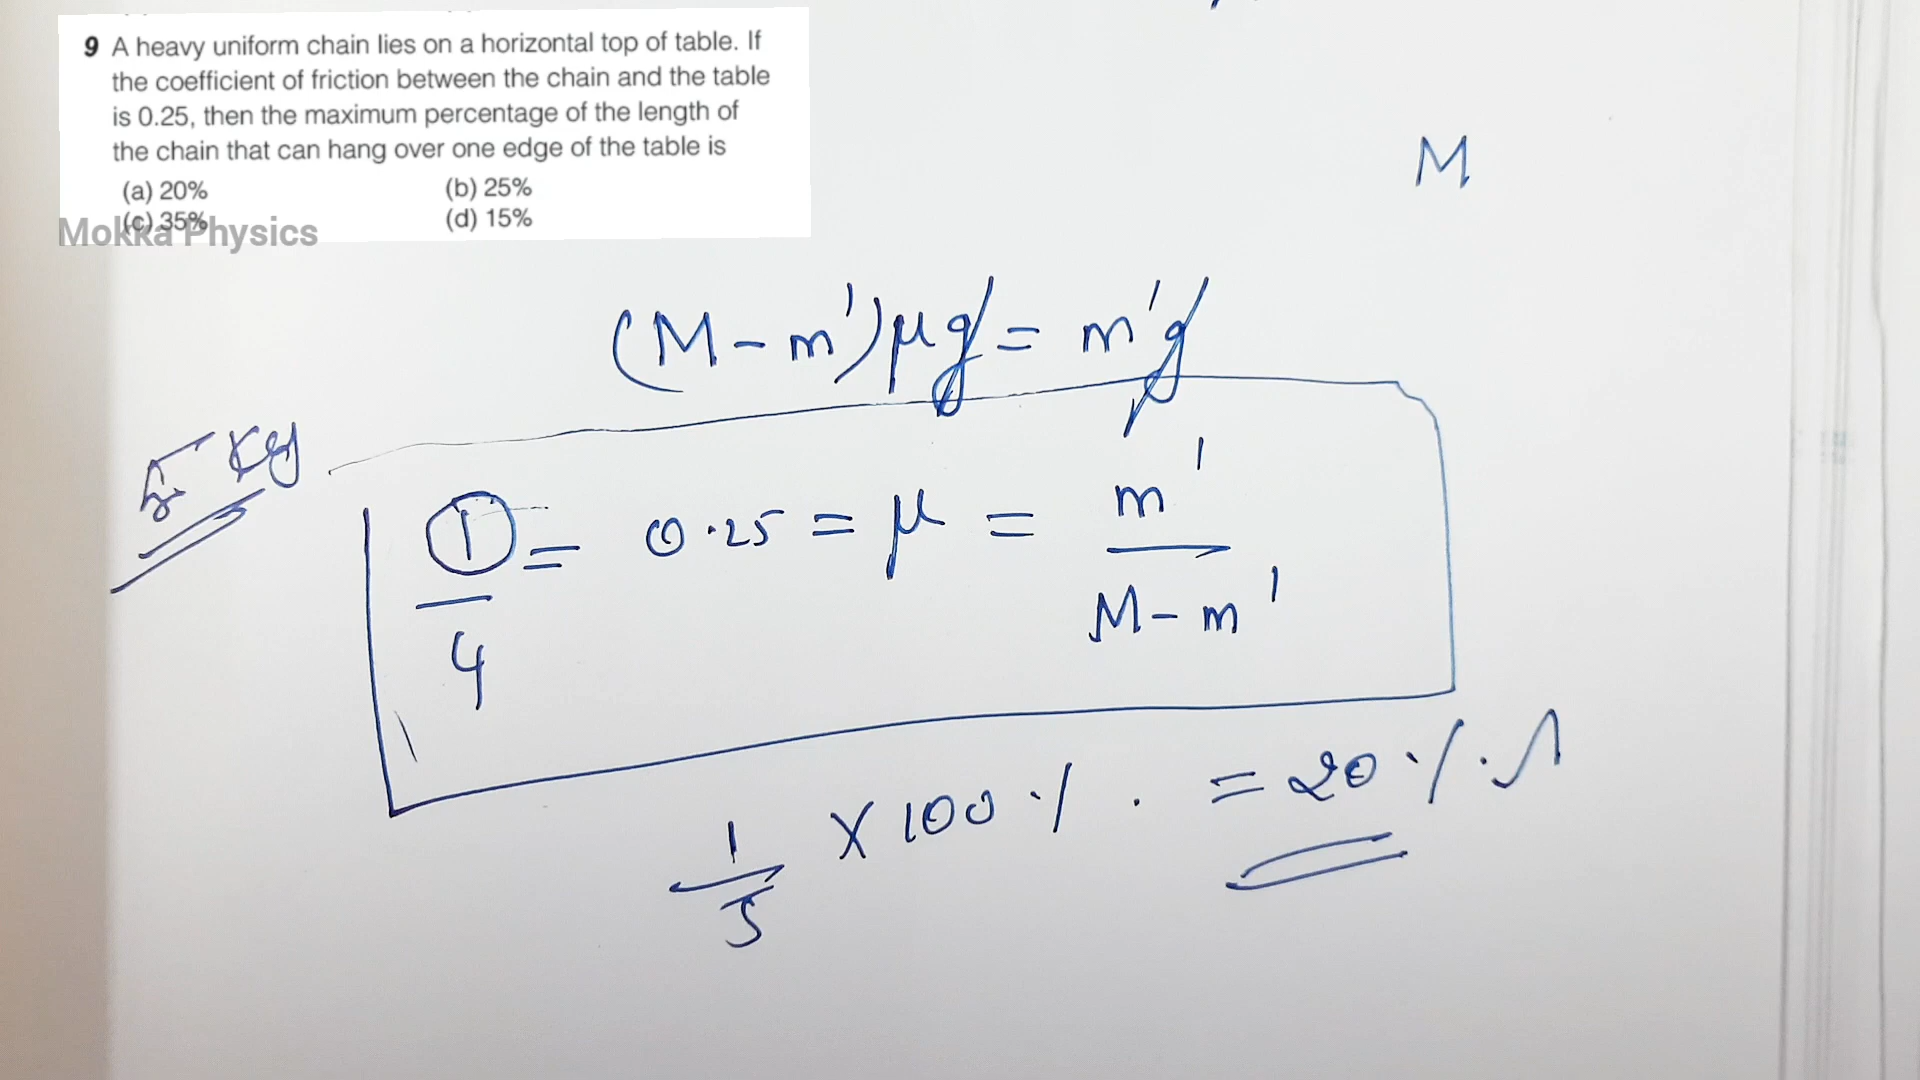 9 A heavy uniform chain lies on a horizontal top of table. If
the coefficient of friction between the chain and the table
is 0.25, then the maximum percentage of the length of
the chain that can hang over one edge of the table is
(a) 20% (b) 25%
(c) 35% (d) 15%
Mokka Physics
M
(M - m')μg = m'g
5 Kg
1/4 = 0.25 = μ = m'/(M - m')
1/5 × 100 % = 20 %